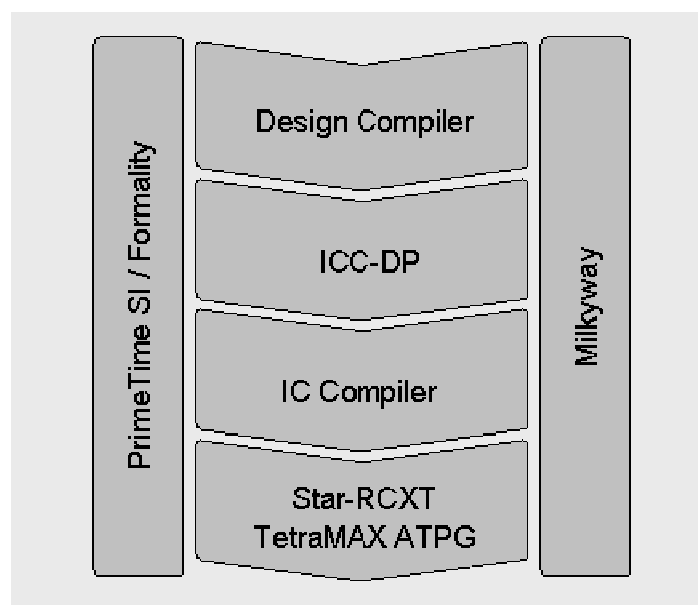 PrimeTime SI / Formality
Design Compiler
ICC-DP
IC Compiler
Star-RCXT
TetraMAX ATPG
Milkyway